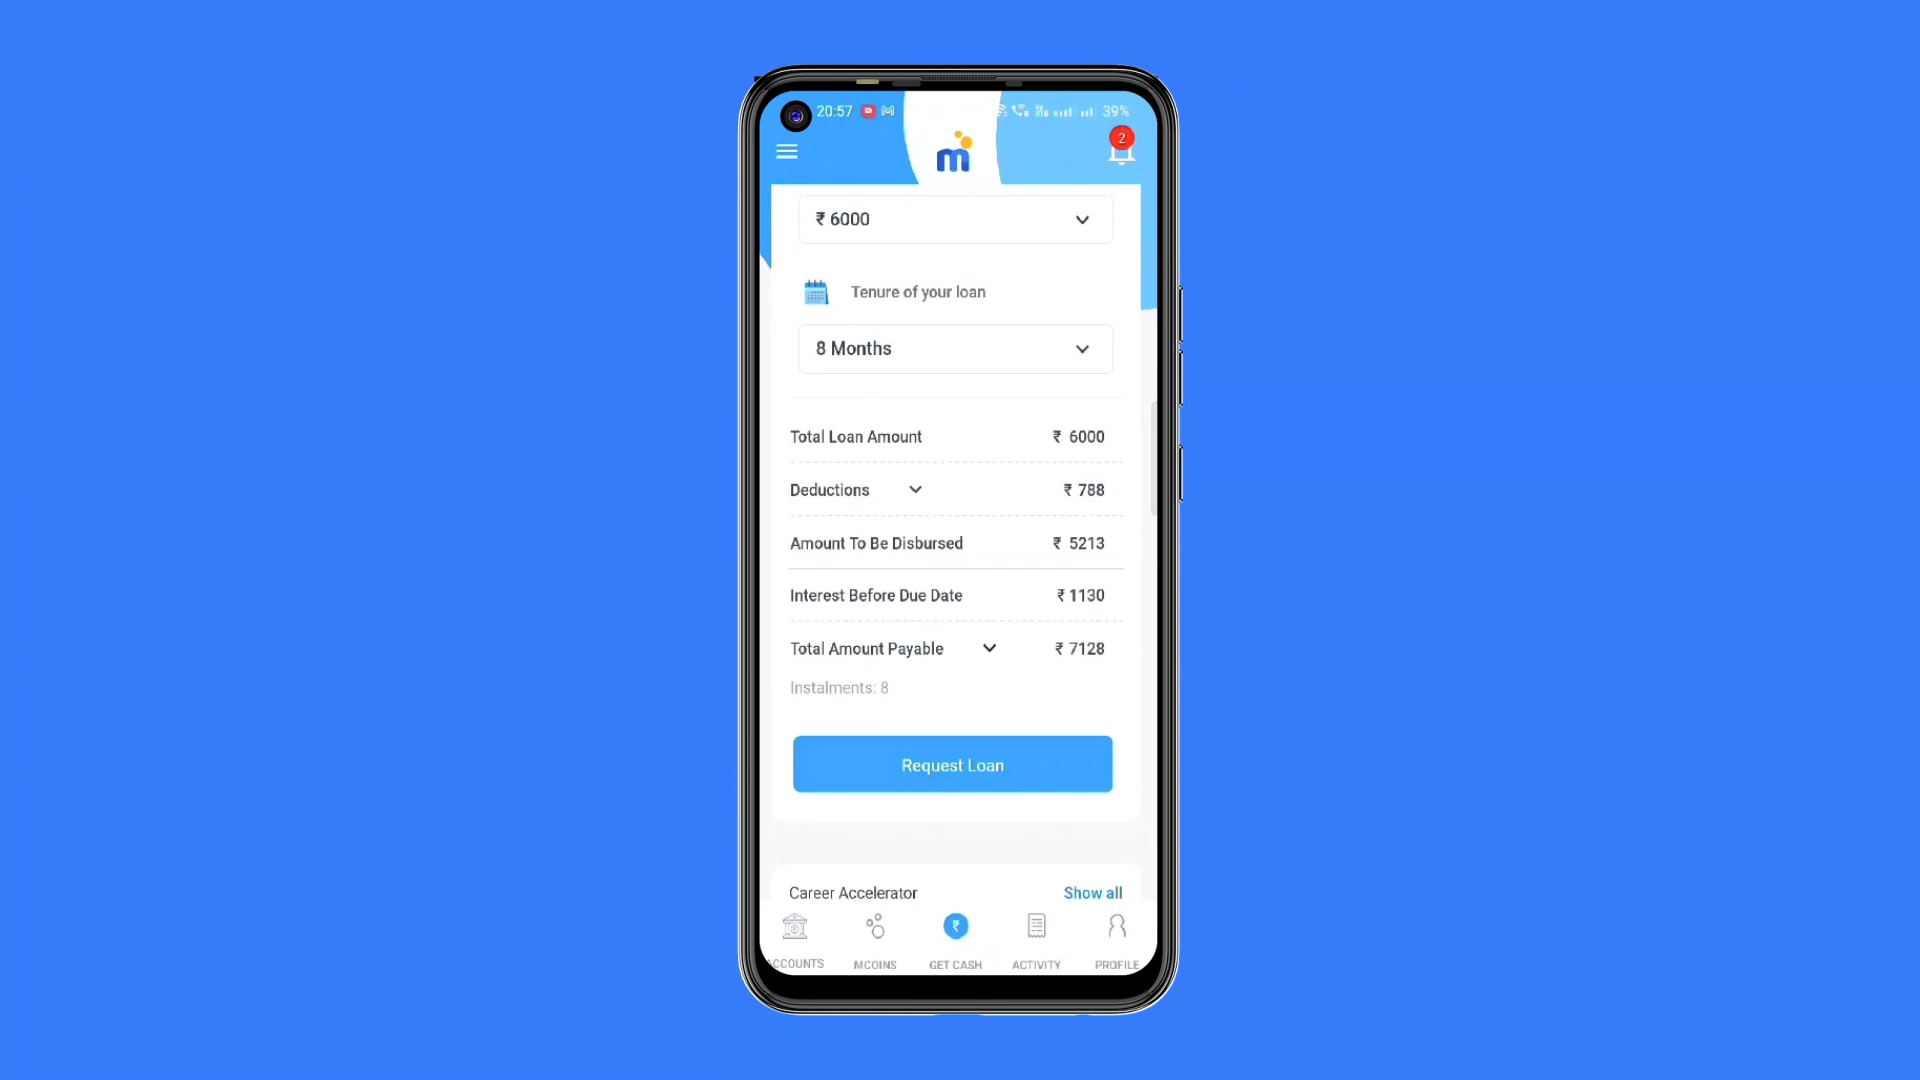 20:57
39%
m
2
₹ 6000
Tenure of your loan
8 Months
Total Loan Amount ₹ 6000
Deductions ₹ 788
Amount To Be Disbursed ₹ 5213
Interest Before Due Date ₹ 1130
Total Amount Payable ₹ 7128
Instalments: 8
Request Loan
Career Accelerator Show all
₹
CCOUNTS MCOINS GET CASH ACTIVITY PROFILE